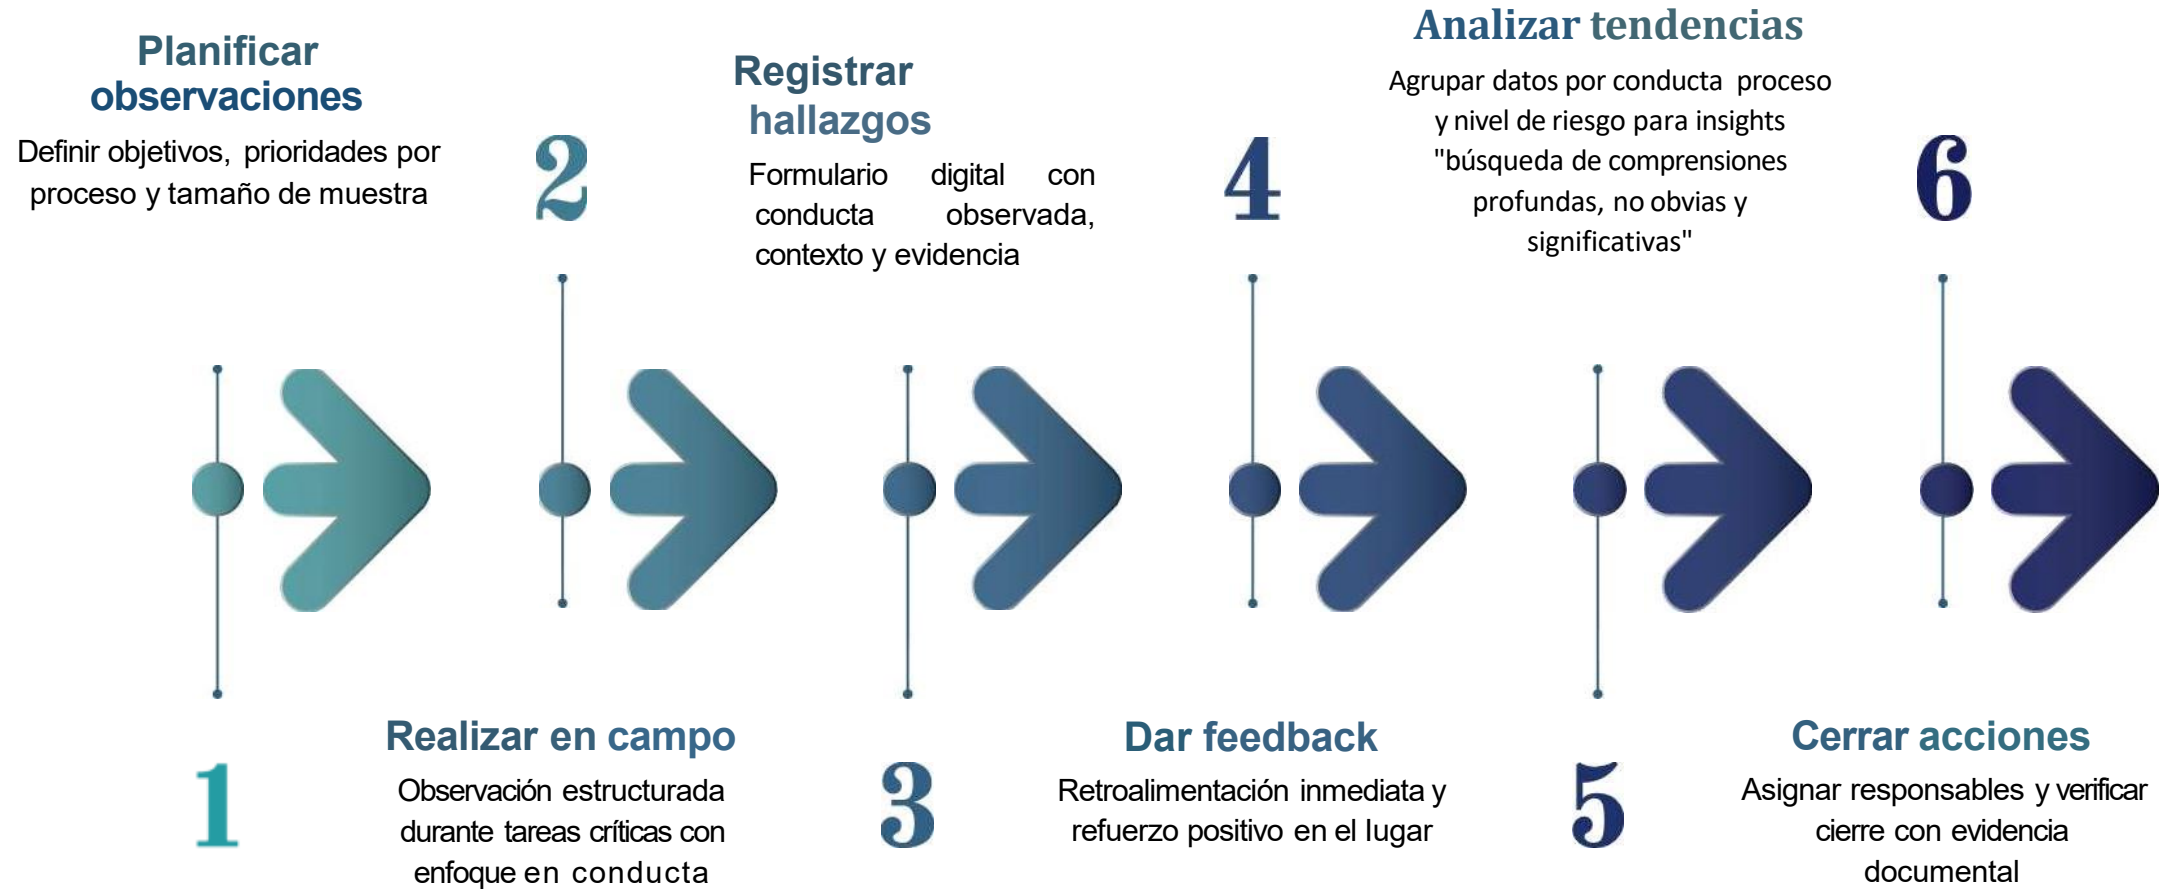 Planificar
observaciones
Definir objetivos, prioridades por
proceso y tamaño de muestra
1
2
Realizar en campo
Observación estructurada
durante tareas críticas con
enfoque en conducta
Registrar
hallazgos
Formulario digital con
conducta observada,
contexto y evidencia
3
4
Dar feedback
Retroalimentación inmediata y
refuerzo positivo en el lugar
Analizar tendencias
Agrupar datos por conducta proceso
y nivel de riesgo para insights
"búsqueda de comprensiones
profundas, no obvias y
significativas"
5
6
Cerrar acciones
Asignar responsables y verificar
cierre con evidencia
documental